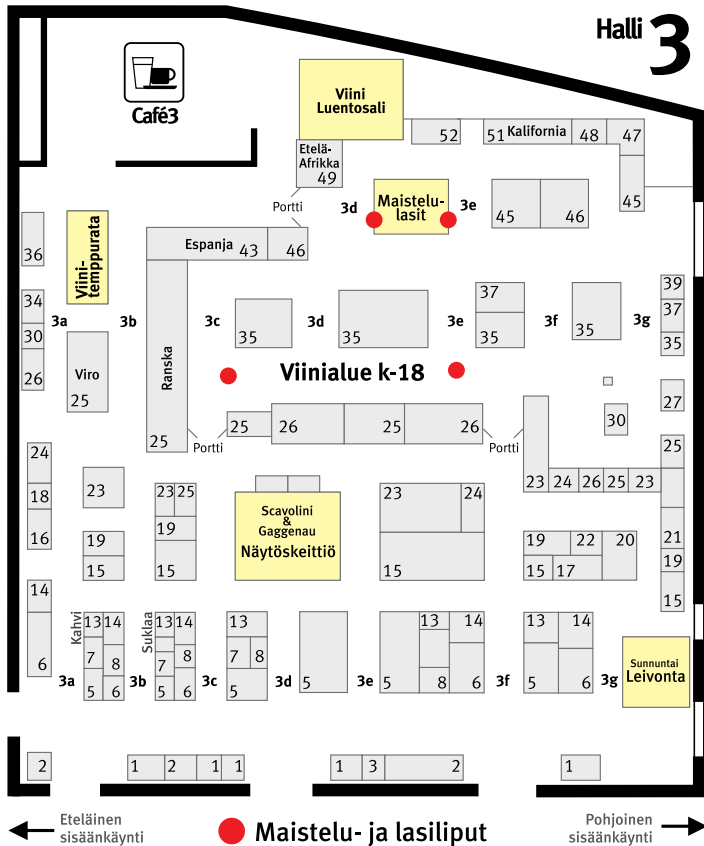 Halli 3
Café3
Viini
Luentosali
52
51 Kalifornia 48 47
Etelä-
Afrikka
49
45
Portti
3d
Maistelu-
lasit
3e
45 46
36
Viini-
temppurata
Espanja 43 46
34
30
26
3a
3b
3c
35
3d
35
3e
37
35
3f
35
3g
39
37
35
Viro
25
Ranska
25
Viinialue k-18
27
30
Portti
25
26 25 26
Portti
25
23 24 26 25 23
24
18
16
23
23 25
19
15
19
15
Scavolini
&
Gaggenau
Näytöskeittiö
23 24
15
19 22 20
15 17
21
19
15
14
6
Kahvi
13 14
7 8
5 6
Suklaa
13 14
7 8
5 6
13
7 8
5
5
13 14
5 8 6
13 14
5 6
3a
3b
3c
3d
3e
3f
3g
Sunnuntai
Leivonta
2
1 2 1 1
1 3 2
1
Eteläinen
sisäänkäynti
Maistelu- ja lasiliput
Pohjoinen
sisäänkäynti